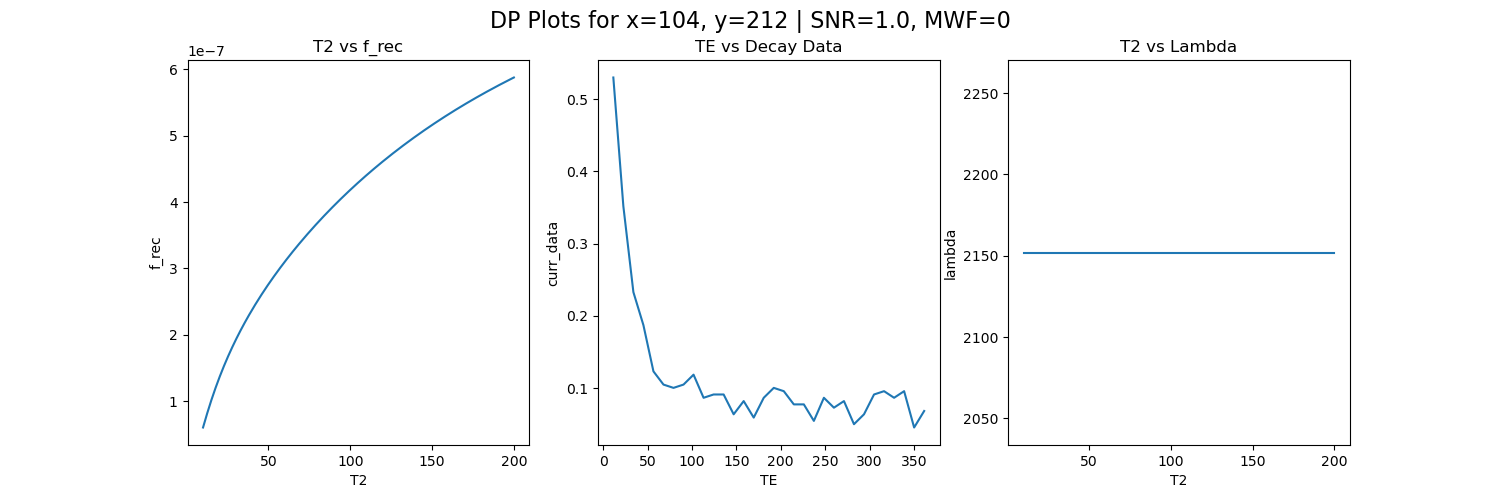 DP Plots for x=104, y=212 | SNR=1.0, MWF=0
T2 vs f_rec
1e−7
6
5
4
3
2
1
f_rec
50
100
150
200
T2
TE vs Decay Data
0.5
0.4
0.3
0.2
0.1
curr_data
0
50
100
150
200
250
300
350
TE
T2 vs Lambda
2250
2200
2150
2100
2050
lambda
50
100
150
200
T2